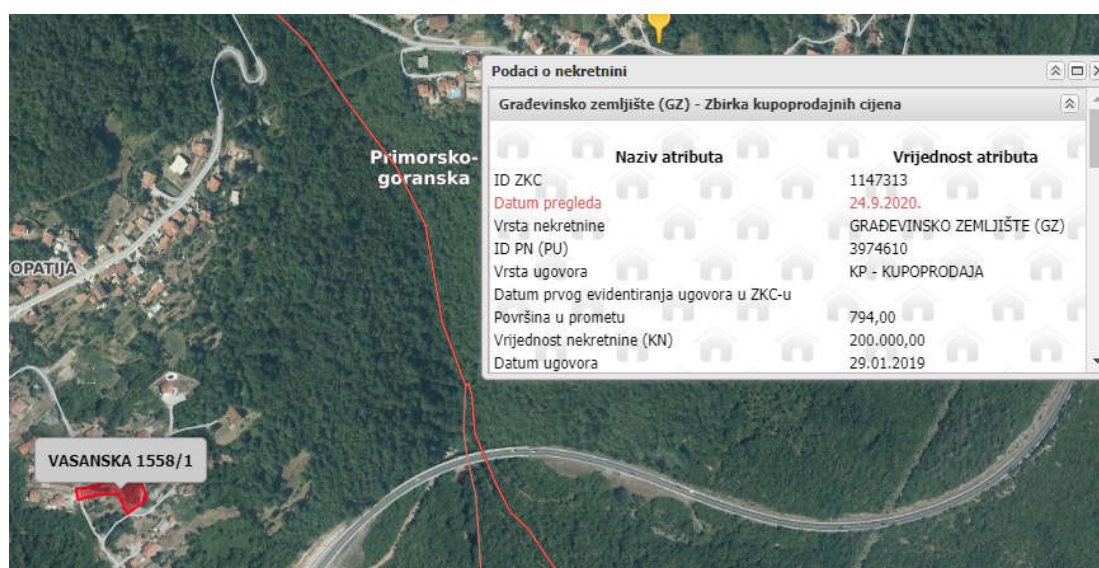 Primorsko-
goranska
OPATIJA
VASANSKA 1558/1
Podaci o nekretnini
Građevinsko zemljište (GZ) - Zbirka kupoprodajnih cijena
Naziv atributa Vrijednost atributa
ID ZKC 1147313
Datum pregleda 24.9.2020.
Vrsta nekretnine GRAĐEVINSKO ZEMLJIŠTE (GZ)
ID PN (PU) 3974610
Vrsta ugovora KP - KUPOPRODAJA
Datum prvog evidentiranja ugovora u ZKC-u
Površina u prometu 794,00
Vrijednost nekretnine (KN) 200.000,00
Datum ugovora 29.01.2019